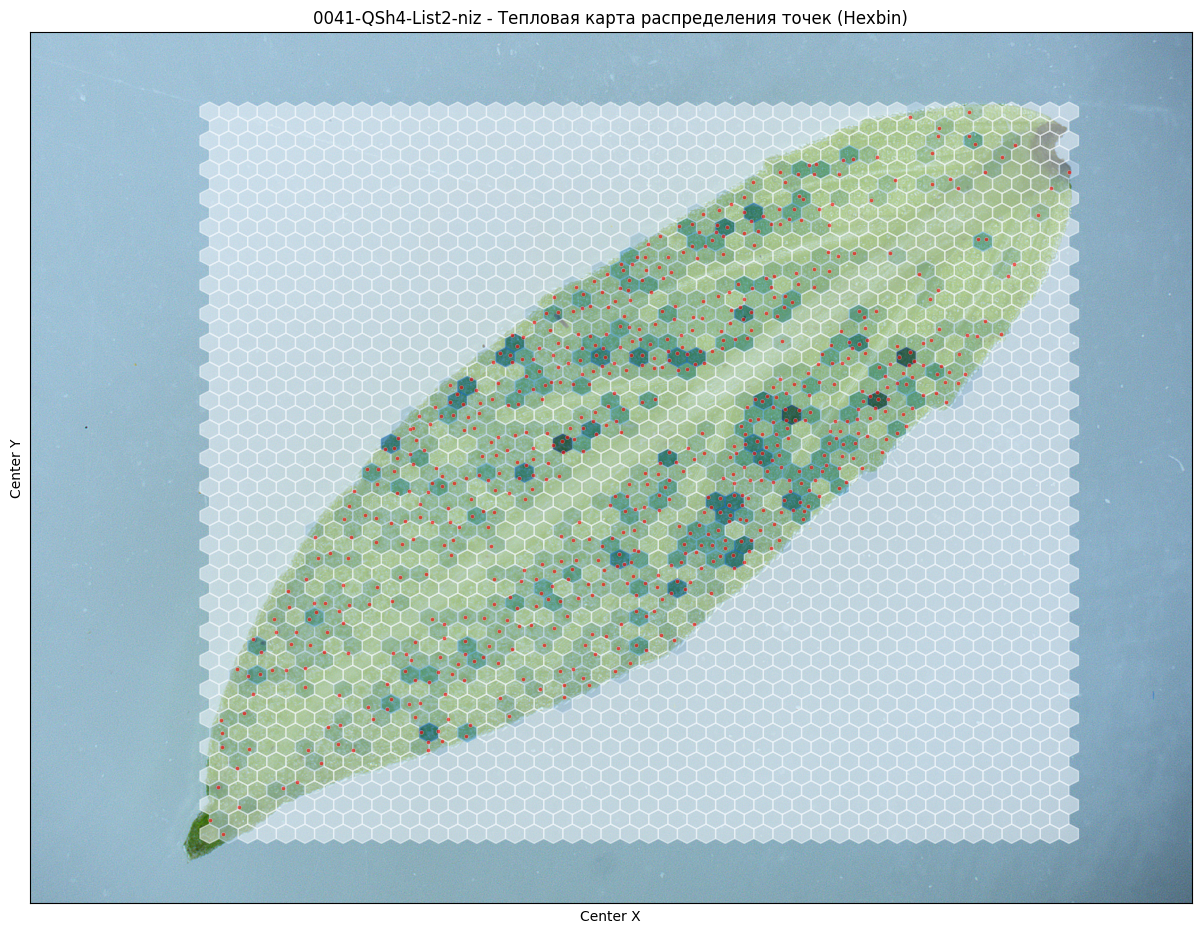 0041-QSh4-List2-niz - Тепловая карта распределения точек (Hexbin)
Center Y
Center X